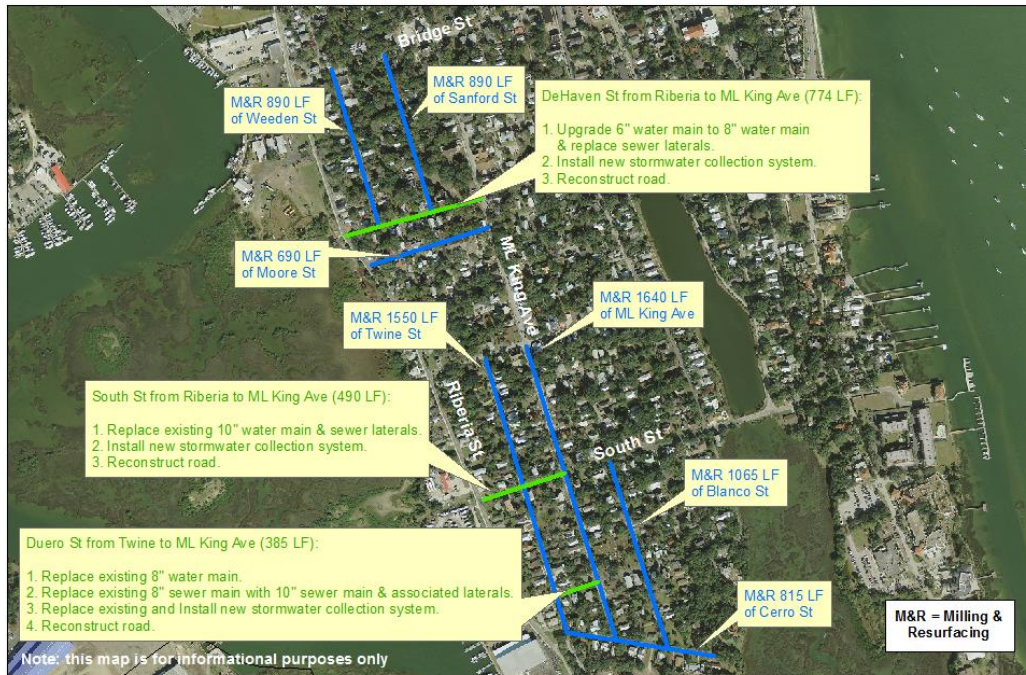 Bridge St
M&R 890 LF
of Weeden St
M&R 890 LF
of Sanford St
DeHaven St from Riberia to ML King Ave (774 LF):
1. Upgrade 6" water main to 8" water main
& replace sewer laterals.
2. Install new stormwater collection system.
3. Reconstruct road.
M&R 690 LF
of Moore St
ML King Ave
M&R 1550 LF
of Twine St
M&R 1640 LF
of ML King Ave
Riberia St
South St from Riberia to ML King Ave (490 LF):
1. Replace existing 10" water main & sewer laterals.
2. Install new stormwater collection system.
3. Reconstruct road.
South St
M&R 1065 LF
of Blanco St
Duero St from Twine to ML King Ave (385 LF):
1. Replace existing 8" water main.
2. Replace existing 8" sewer main with 10" sewer main & associated laterals.
3. Replace existing and Install new stormwater collection system.
4. Reconstruct road.
M&R 815 LF
of Cerro St
M&R = Milling &
Resurfacing
Note: this map is for informational purposes only